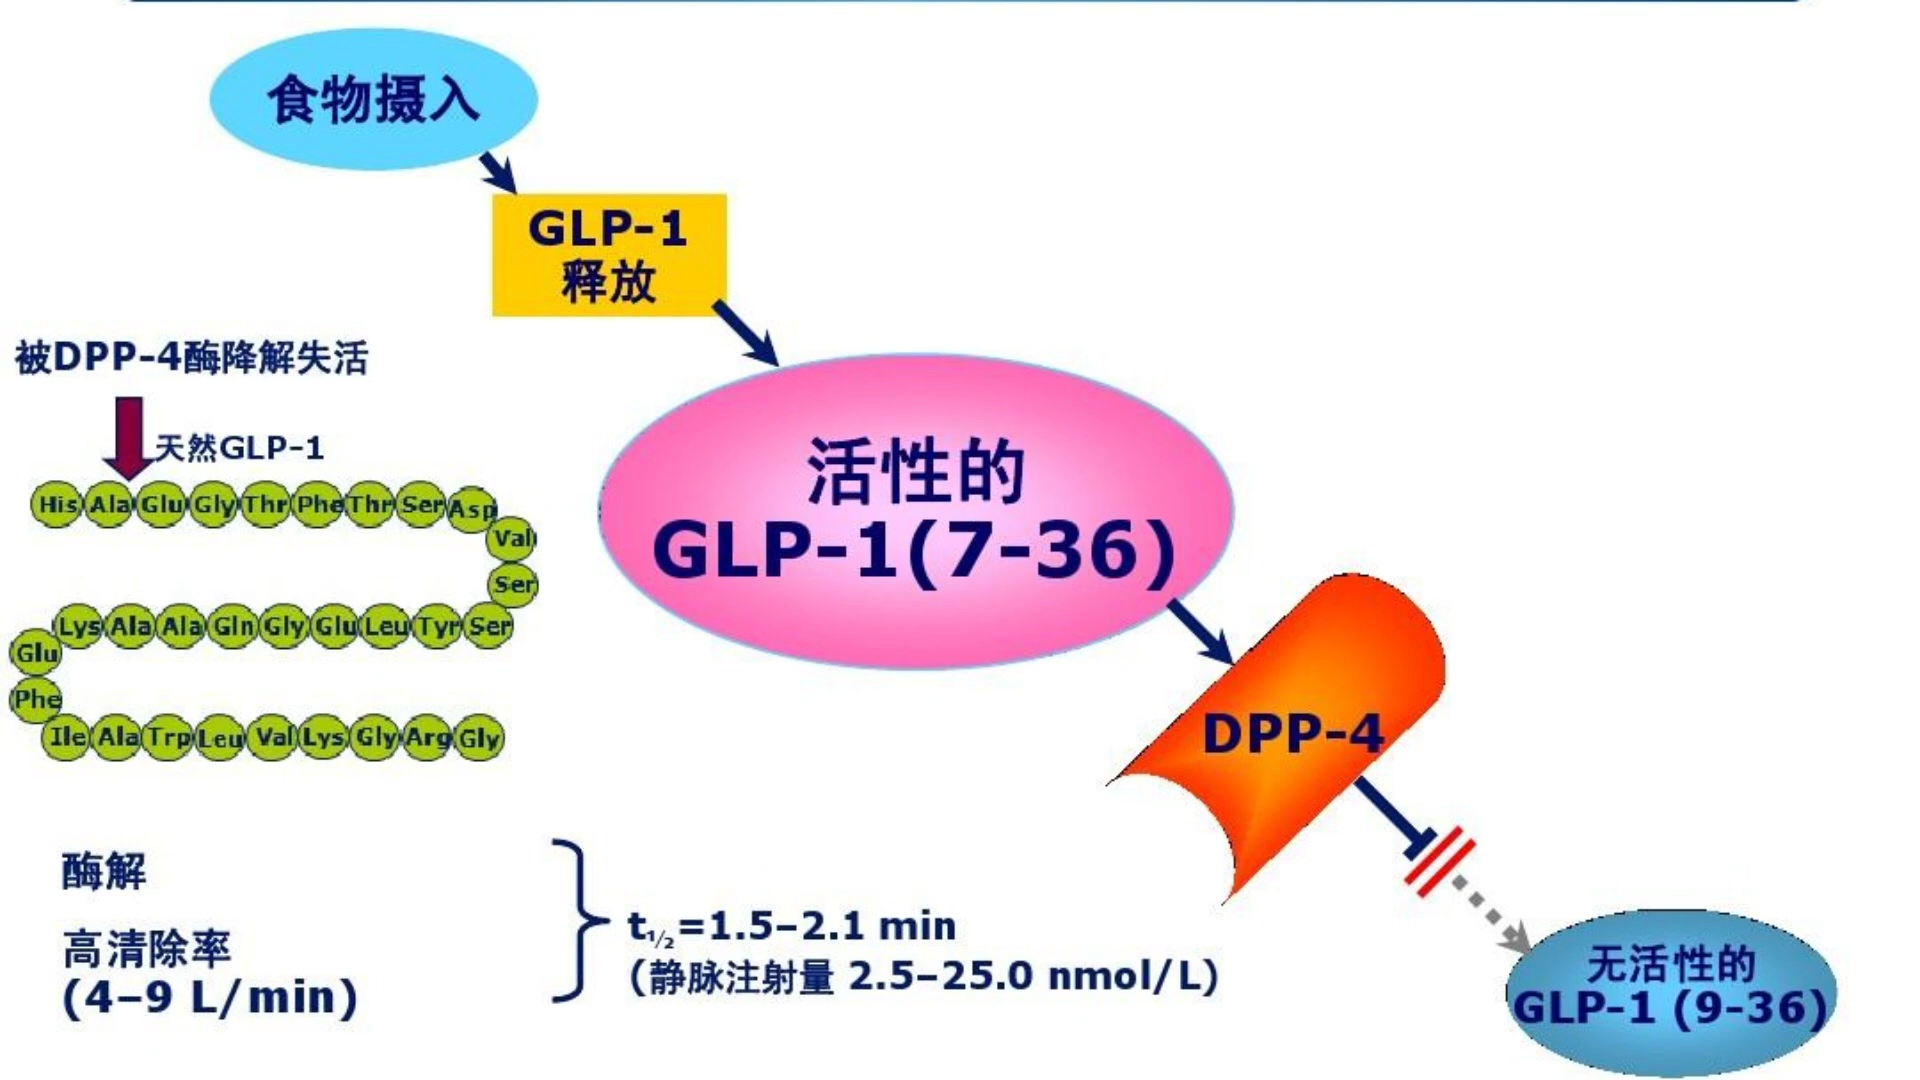 食物摄入
GLP-1
释放
被DPP-4酶降解失活
天然GLP-1
His Ala Glu Gly Thr Phe Thr Ser Asp
Val
Ser
Lys Ala Ala Gln Gly Glu Leu Tyr Ser
Glu
Phe
Ile Ala Trp Leu Val Lys Gly Arg Gly
活性的
GLP-1(7-36)
DPP-4
酶解
高清除率
(4–9 L/min)
t1/2=1.5–2.1 min
(静脉注射量 2.5–25.0 nmol/L)
无活性的
GLP-1 (9-36)